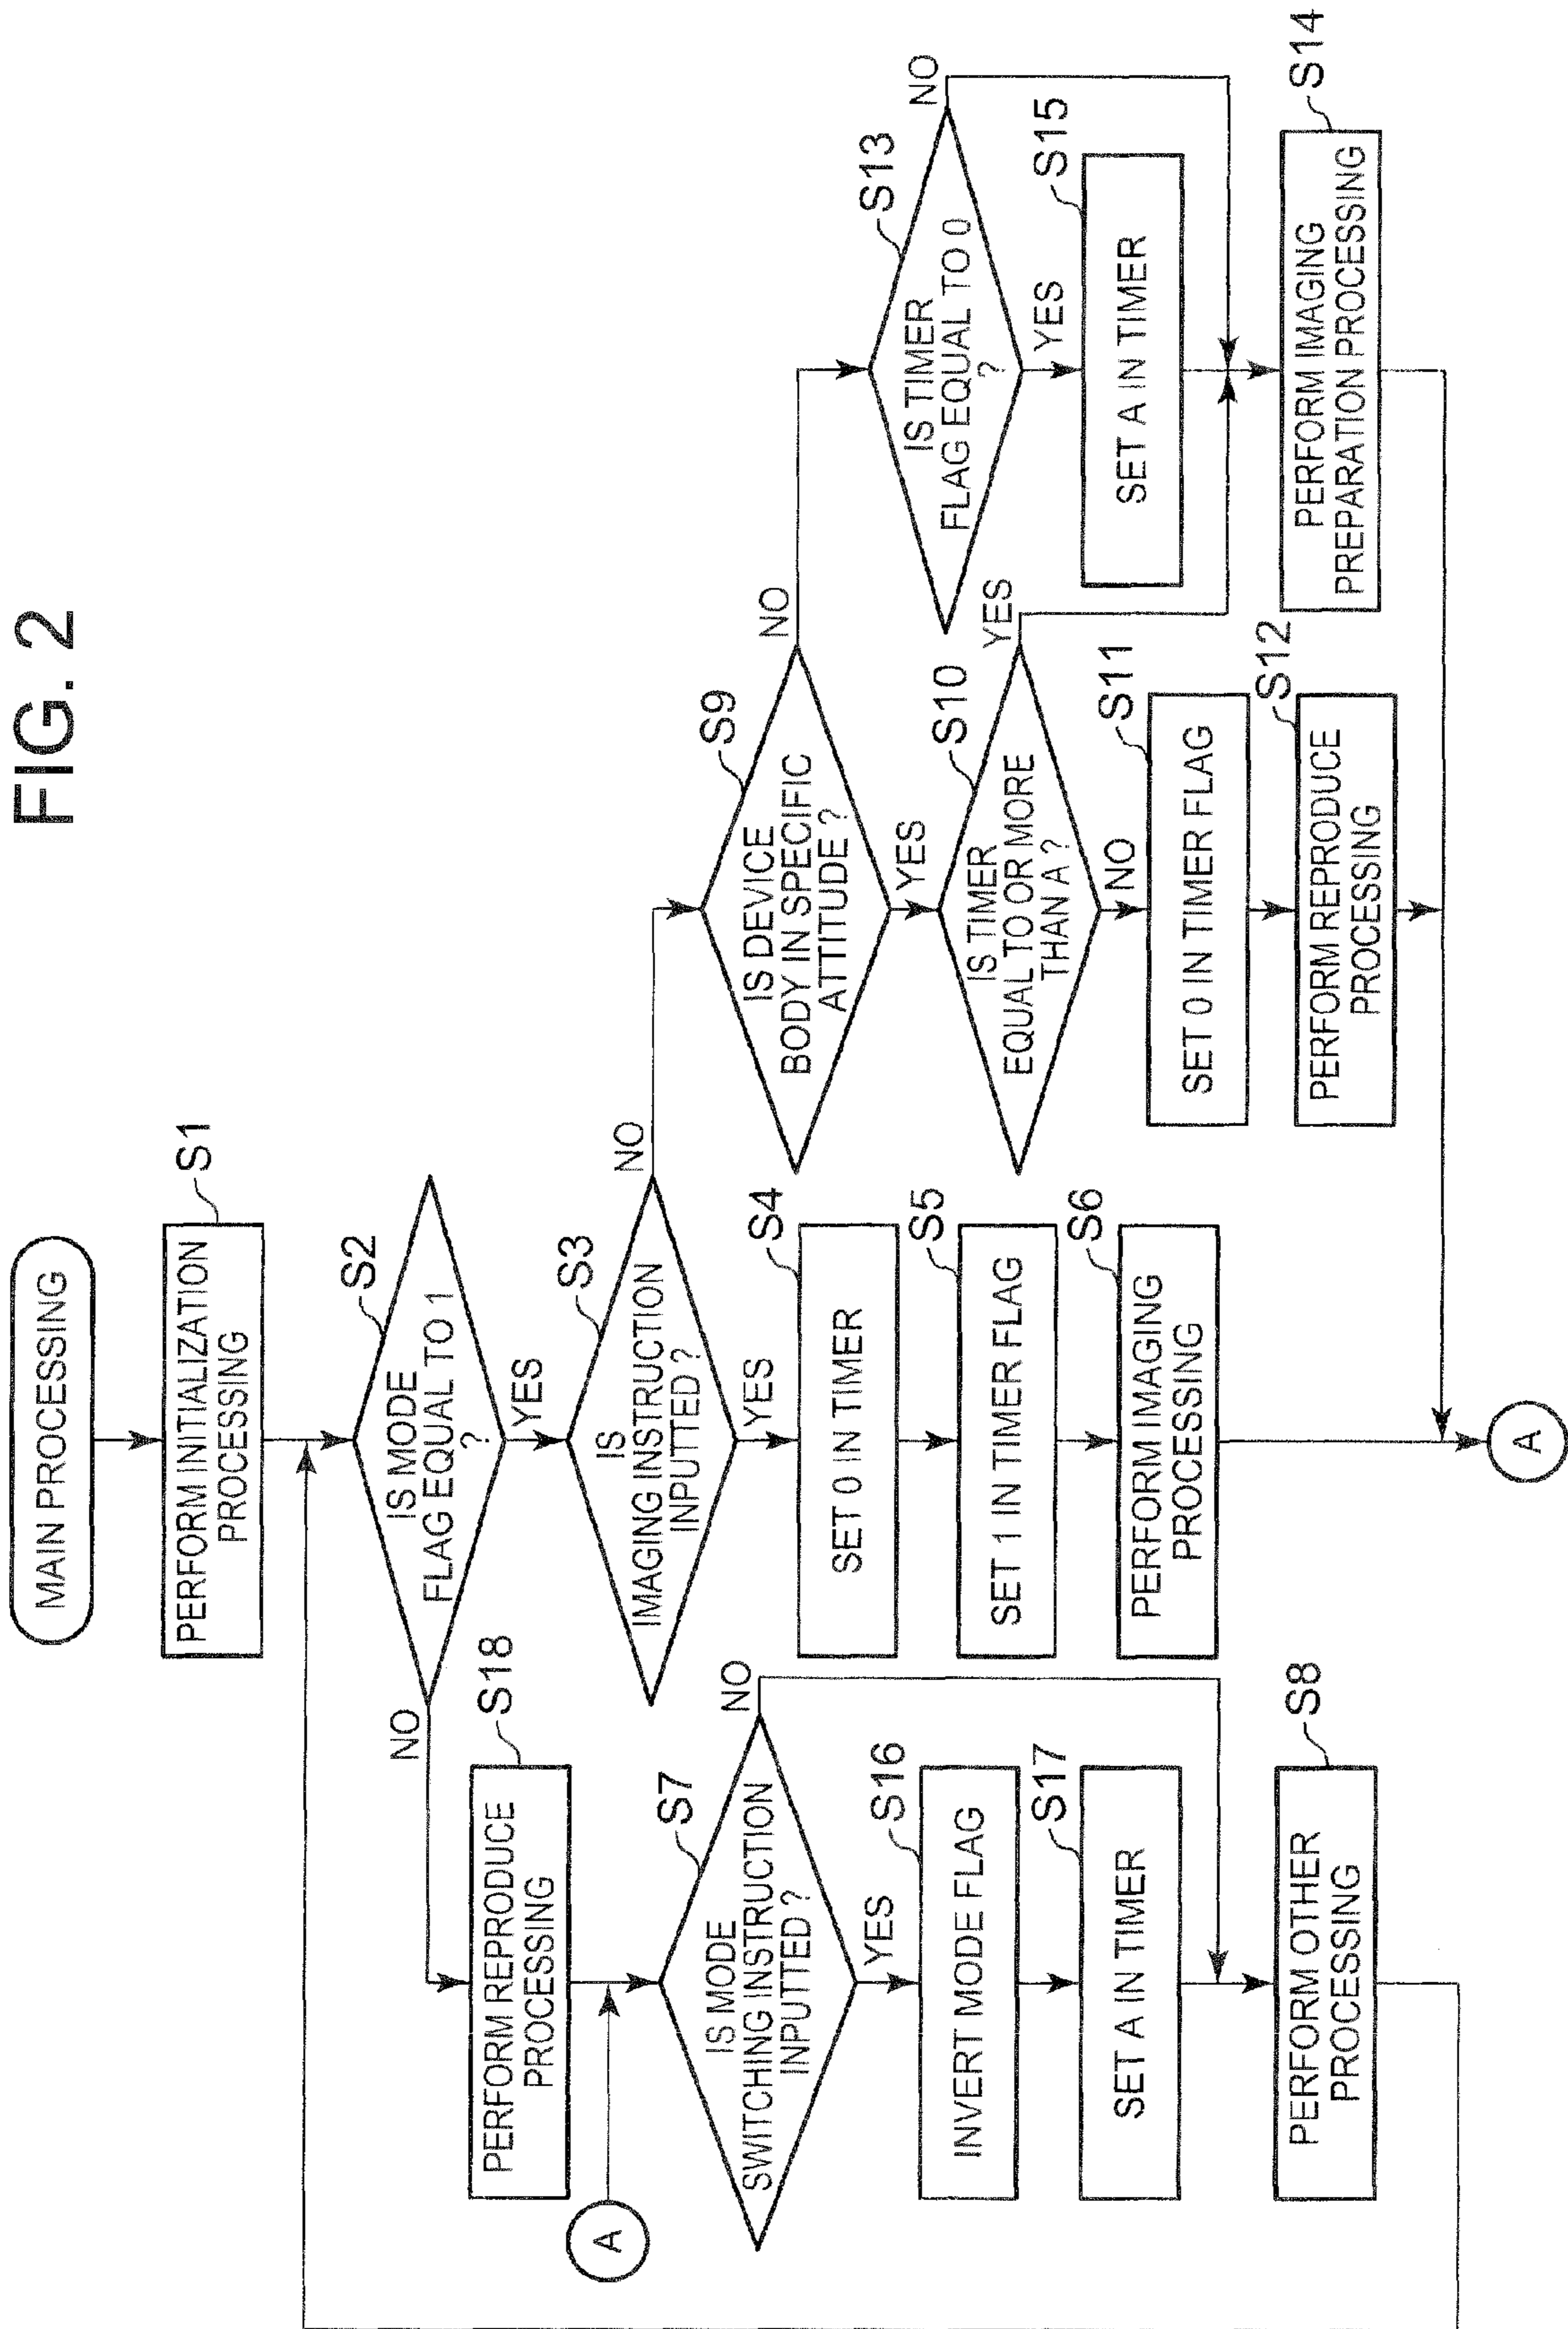 FIG. 2
MAIN PROCESSING
PERFORM INITIALIZATION
PROCESSING
S1
IS MODE
FLAG EQUAL TO 1
?
S2
NO
YES
PERFORM REPRODUCE
PROCESSING
S18
A
IS MODE
SWITCHING INSTRUCTION
INPUTTED ?
S7
NO
YES
INVERT MODE FLAG
S16
SET A IN TIMER
S17
PERFORM OTHER
PROCESSING
S8
IS
IMAGING INSTRUCTION
INPUTTED ?
S3
NO
YES
SET 0 IN TIMER
S4
SET 1 IN TIMER FLAG
S5
PERFORM IMAGING
PROCESSING
S6
A
IS DEVICE
BODY IN SPECIFIC
ATTITUDE ?
S9
NO
YES
IS TIMER
EQUAL TO OR MORE
THAN A ?
S10
YES
NO
SET 0 IN TIMER FLAG
S11
PERFORM REPRODUCE
PROCESSING
S12
IS TIMER
FLAG EQUAL TO 0
?
S13
NO
YES
SET A IN TIMER
S15
PERFORM IMAGING
PREPARATION PROCESSING
S14